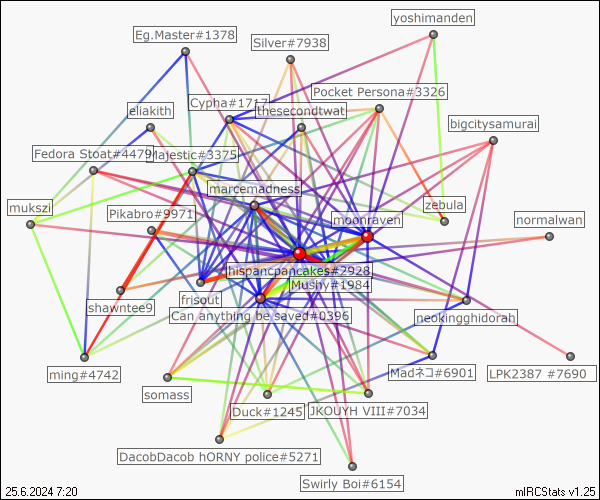 yoshimanden
Eg.Master#1378
Silver#7938
Pocket Persona#3326
Cypha#1717
thesecondtwat
eliakith
bigcitysamurai
Fedora Stoat#4479
Majestic#3375
marcemadness
mukszi
Pikabro#9971
moonraven
zebula
normalwan
hispancpancakes#2928
Mushy#1984
shawntee9
frisout
Can anything be saved#0396
neokingghidorah
ming#4742
somass
Madネコ#6901
LPK2387 #7690
Duck#1245
JKOUYH VIII#7034
DacobDacob hORNY police#5271
Swirly Boi#6154
25.6.2024 7:20
mIRCStats v1.25